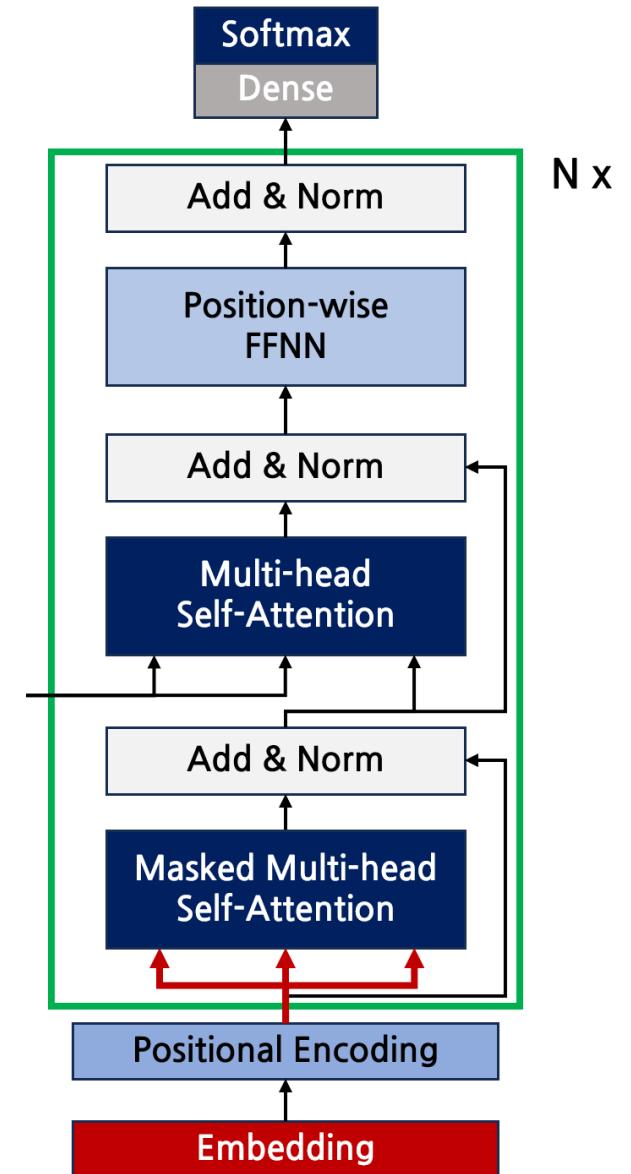 Softmax
Dense
N x
Add & Norm
Position-wise
FFNN
Add & Norm
Multi-head
Self-Attention
Add & Norm
Masked Multi-head
Self-Attention
Positional Encoding
Embedding